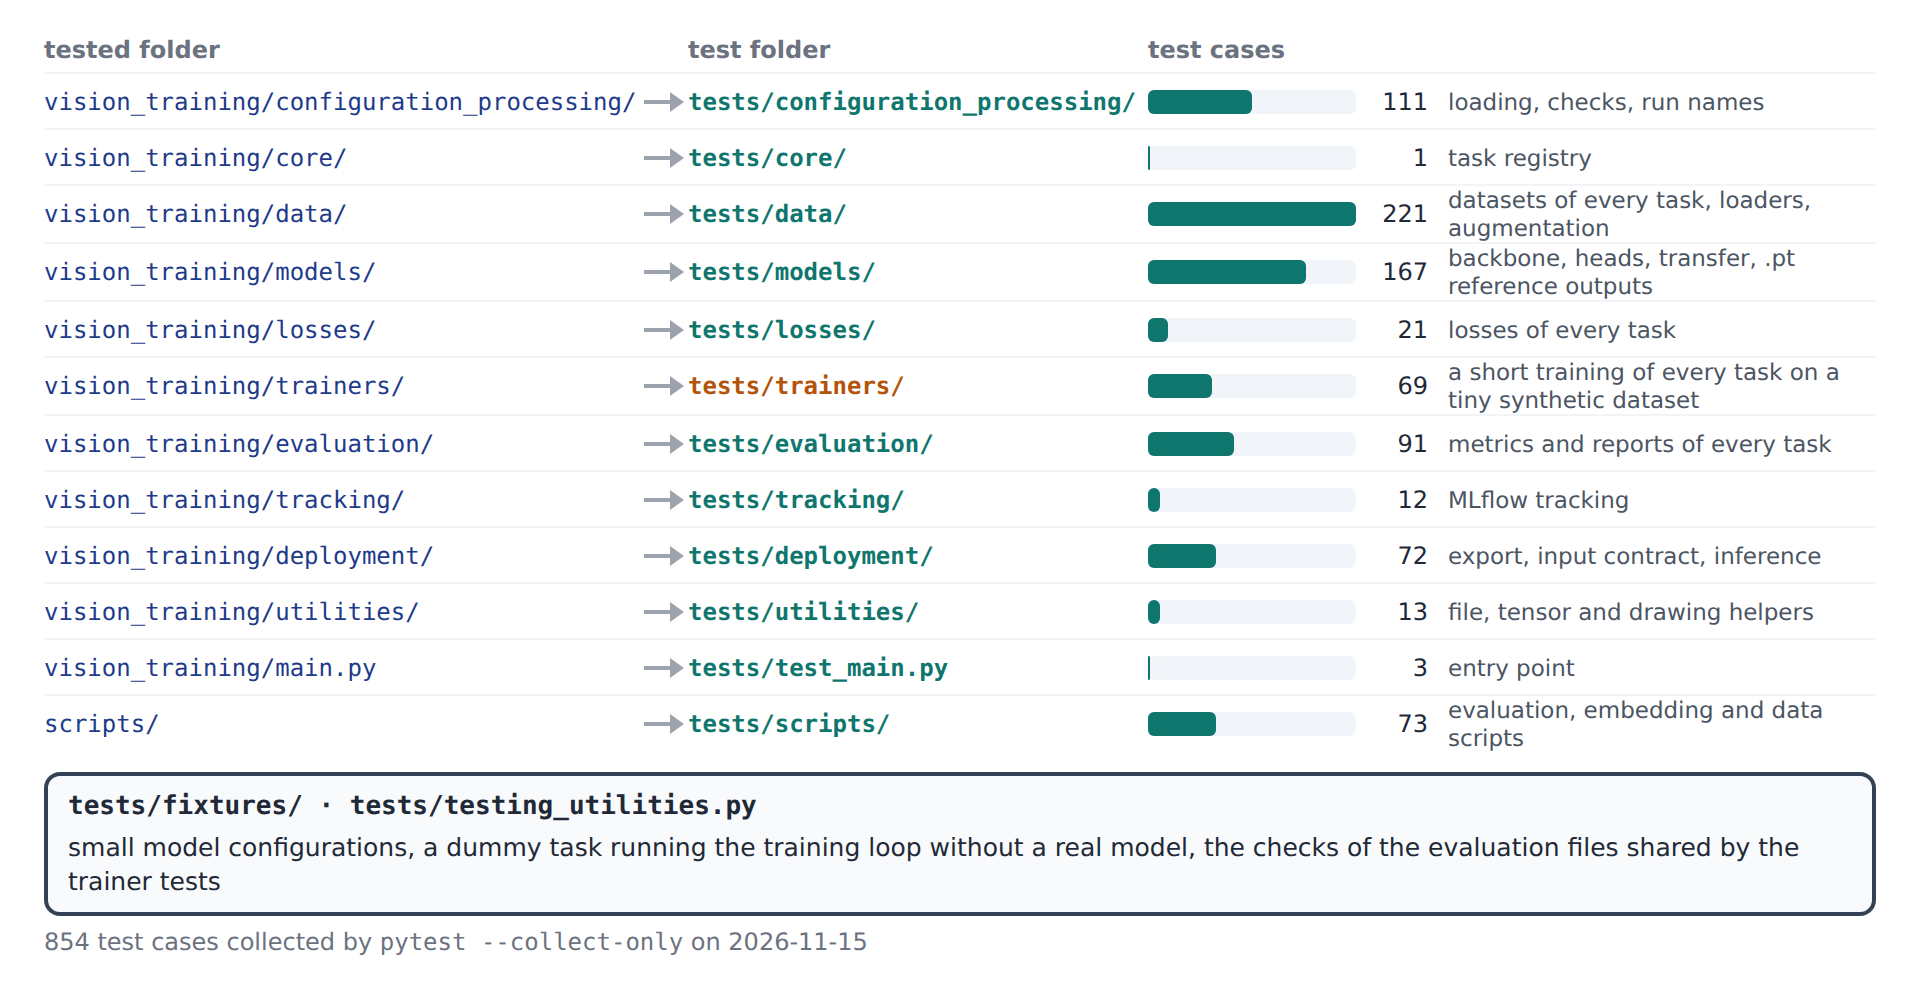 tested folder test folder test cases
vision_training/configuration_processing/ tests/configuration_processing/ 111 loading, checks, run names
vision_training/core/ tests/core/ 1 task registry
vision_training/data/ tests/data/ 221 datasets of every task, loaders,
augmentation
vision_training/models/ tests/models/ 167 backbone, heads, transfer, .pt
reference outputs
vision_training/losses/ tests/losses/ 21 losses of every task
vision_training/trainers/ tests/trainers/ 69 a short training of every task on a
tiny synthetic dataset
vision_training/evaluation/ tests/evaluation/ 91 metrics and reports of every task
vision_training/tracking/ tests/tracking/ 12 MLflow tracking
vision_training/deployment/ tests/deployment/ 72 export, input contract, inference
vision_training/utilities/ tests/utilities/ 13 file, tensor and drawing helpers
vision_training/main.py tests/test_main.py 3 entry point
scripts/ tests/scripts/ 73 evaluation, embedding and data
scripts
tests/fixtures/ · tests/testing_utilities.py
small model configurations, a dummy task running the training loop without a real model, the checks of the evaluation files shared by the
trainer tests
854 test cases collected by pytest --collect-only on 2026-11-15